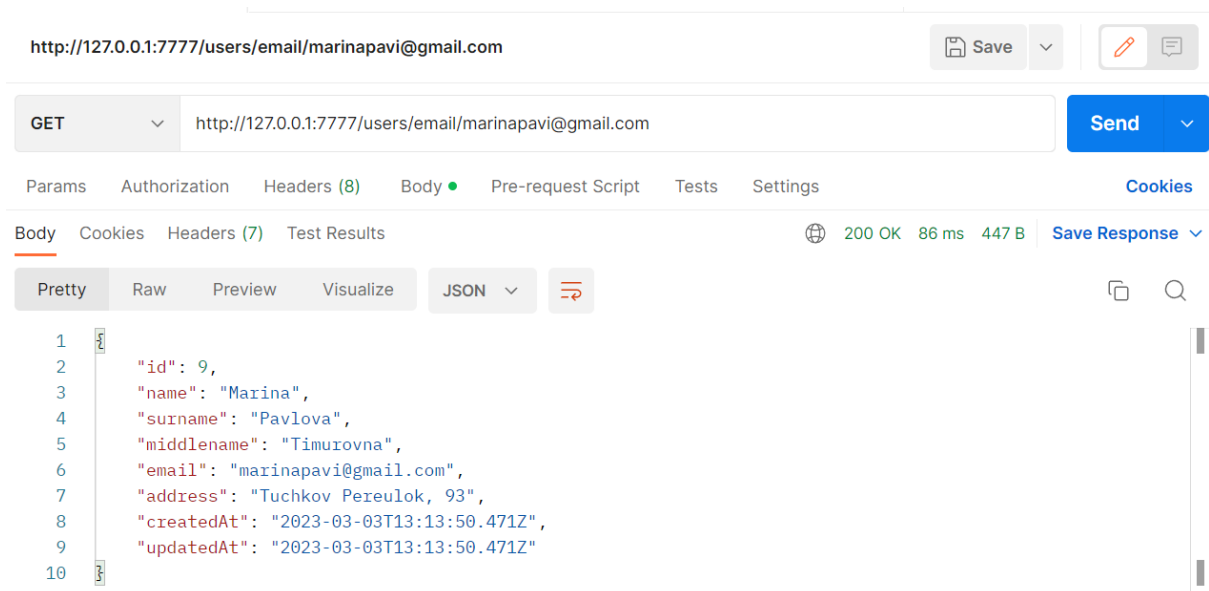 http://127.0.0.1:7777/users/email/marinapavi@gmail.com
Save
GET http://127.0.0.1:7777/users/email/marinapavi@gmail.com Send
Params Authorization Headers (8) Body Pre-request Script Tests Settings Cookies
Body Cookies Headers (7) Test Results 200 OK 86 ms 447 B Save Response
Pretty Raw Preview Visualize JSON
1 {
2 "id": 9,
3 "name": "Marina",
4 "surname": "Pavlova",
5 "middlename": "Timurovna",
6 "email": "marinapavi@gmail.com",
7 "address": "Tuchkov Pereulok, 93",
8 "createdAt": "2023-03-03T13:13:50.471Z",
9 "updatedAt": "2023-03-03T13:13:50.471Z"
10 }